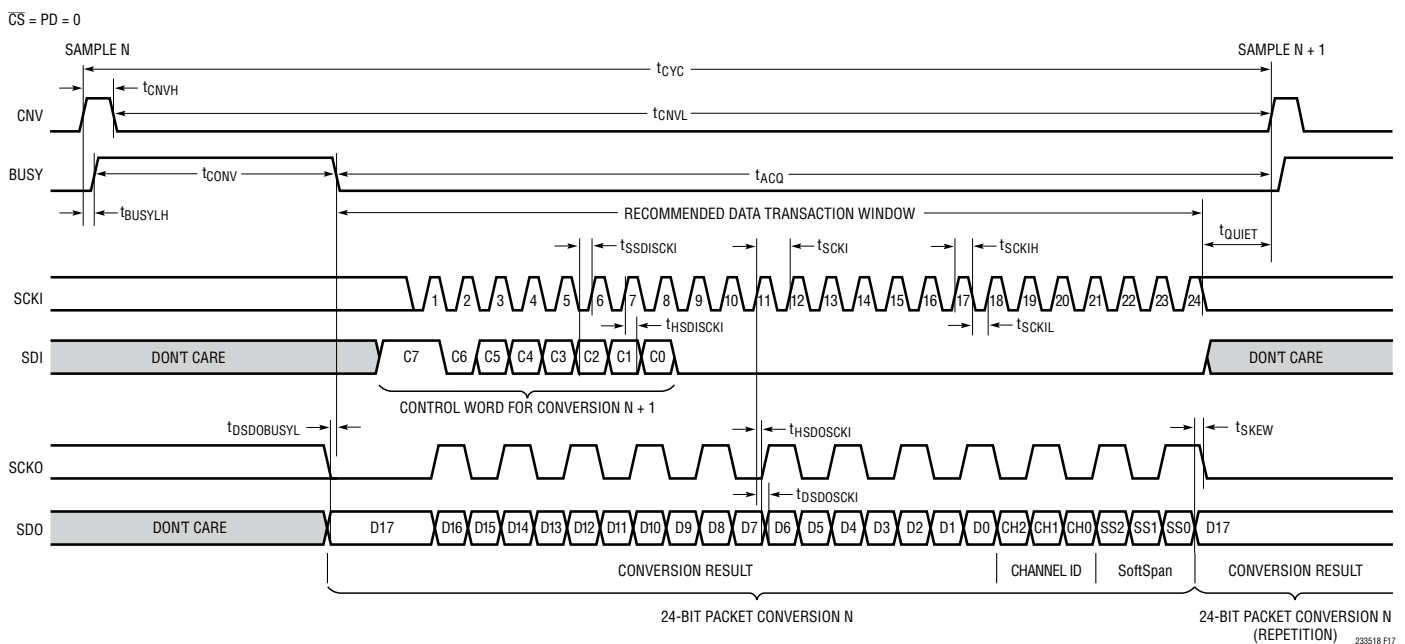 CS = PD = 0
SAMPLE N
SAMPLE N + 1
tCYC
tCNVH
CNV
tCNVL
BUSY
tCONV
tACQ
tBUSYLH
RECOMMENDED DATA TRANSACTION WINDOW
tQUIET
tSSDISCKI
tSCKI
tSCKIH
SCKI
1 2 3 4 5 6 7 8 9 10 11 12 13 14 15 16 17 18 19 20 21 22 23 24
tHSDISCKI
tSCKIL
SDI
DON'T CARE
C7 C6 C5 C4 C3 C2 C1 C0
DON'T CARE
CONTROL WORD FOR CONVERSION N + 1
tDSDOBUSYL
tHSDOSCKI
tSKEW
SCKO
tDSDOSCKI
SDO
DON'T CARE
D17 D16 D15 D14 D13 D12 D11 D10 D9 D8 D7 D6 D5 D4 D3 D2 D1 D0 CH2 CH1 CH0 SS2 SS1 SS0 D17
CONVERSION RESULT
CHANNEL ID
SoftSpan
CONVERSION RESULT
24-BIT PACKET CONVERSION N
24-BIT PACKET CONVERSION N
(REPETITION)
233518 F17